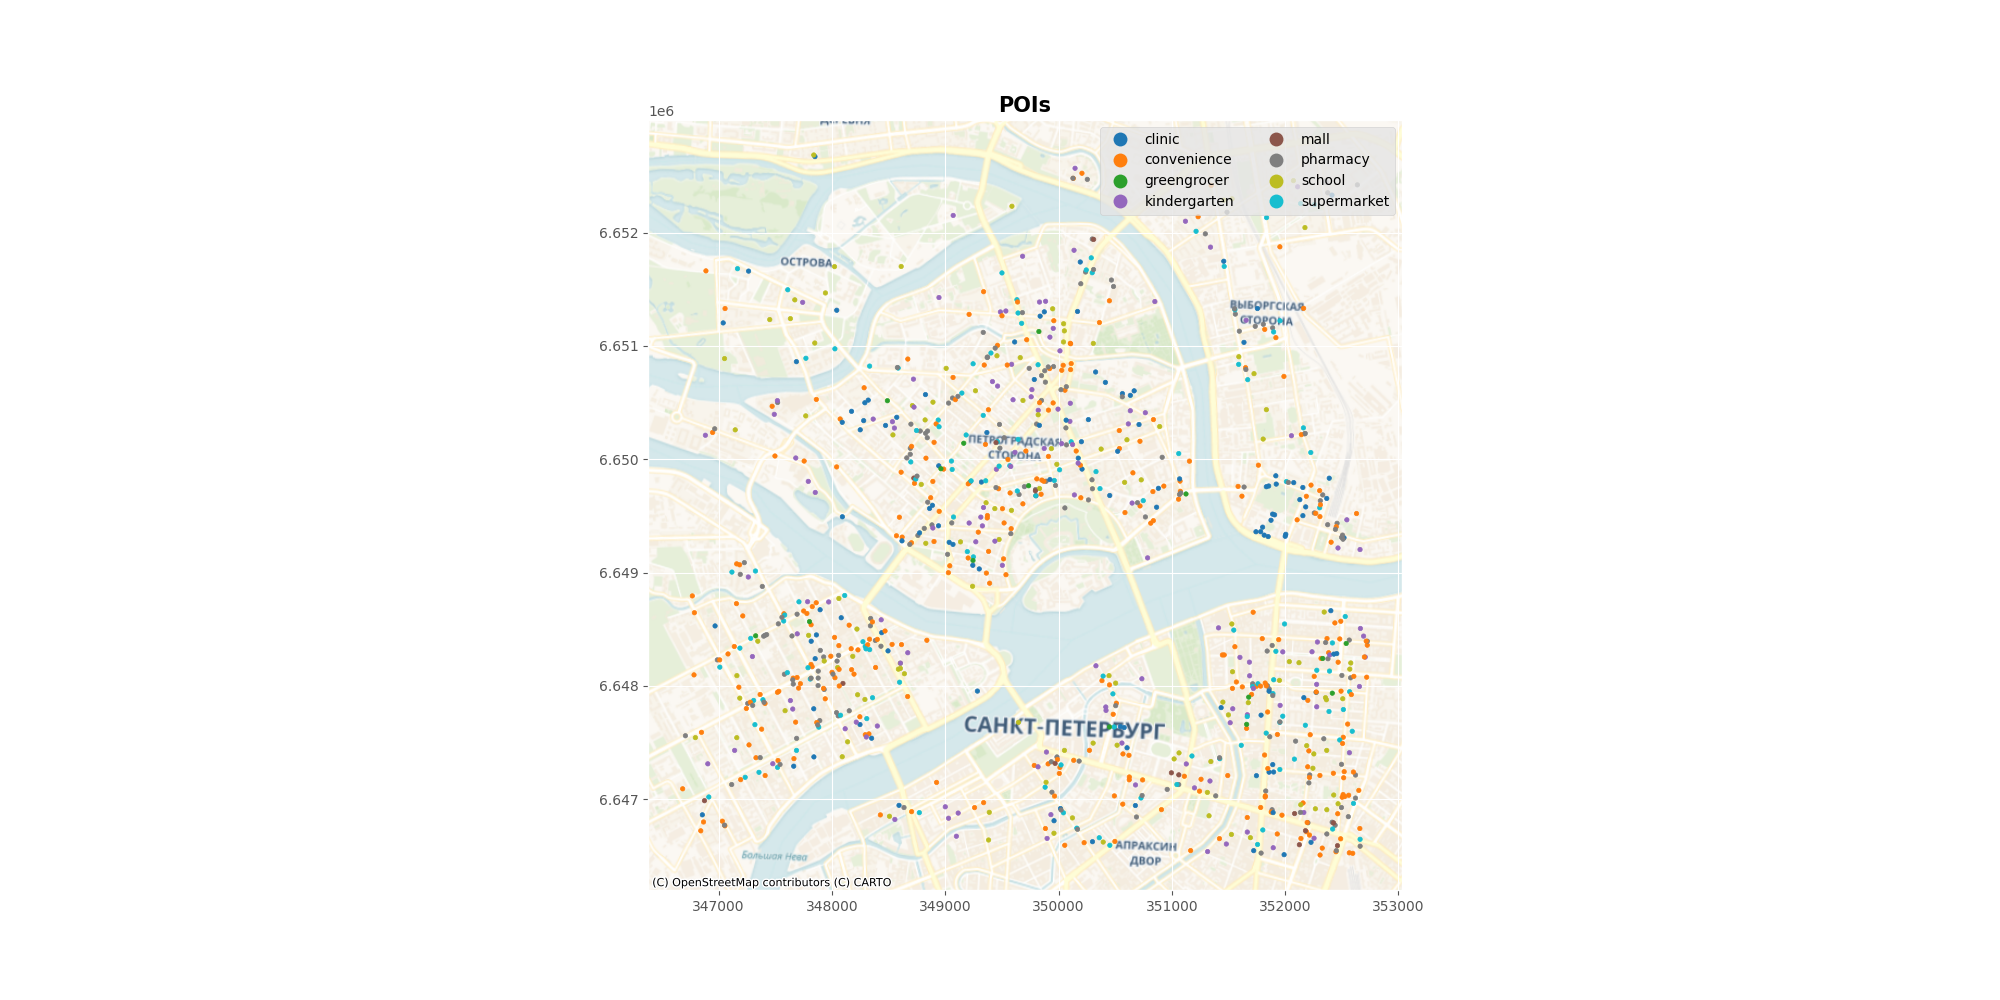 POIs
1e6
clinic
convenience
greengrocer
kindergarten
mall
pharmacy
school
supermarket
6.652
ОСТРОВА
ВЫБОРГСКАЯ
СТОРОНА
6.651
ПЕТРОГРАДСКАЯ
СТОРОНА
6.650
6.649
6.648
САНКТ-ПЕТЕРБУРГ
6.647
АПРАКСИН
ДВОР
Большая Нева
(C) OpenStreetMap contributors (C) CARTO
347000
348000
349000
350000
351000
352000
353000